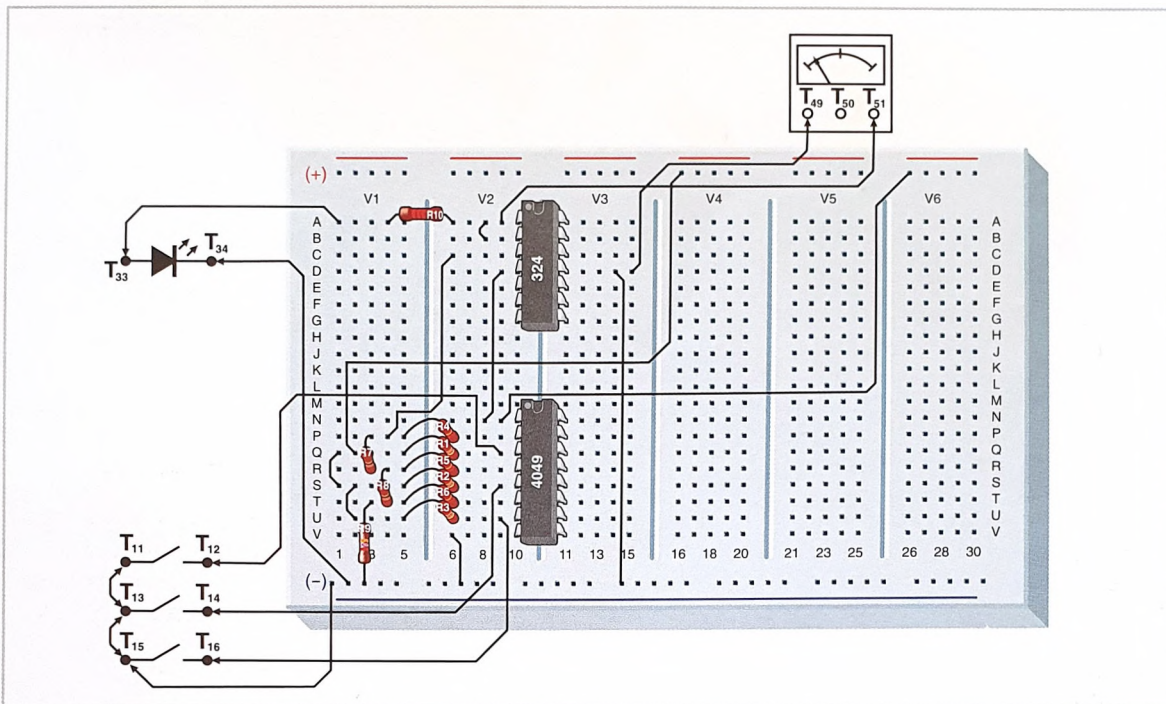 T49 T50 T51
(+)
V1 V2 V3 V4 V5 V6
A R10 A
B B
C C
T33 T34
D 324 D
E E
F F
G G
H H
J J
K K
L L
M M
N N
P R4 P
Q R7 R1 Q
R R5 4049 R
S R8 R2 S
T R6 T
U R3 U
V R9 V
1 3 5 6 8 10 11 13 15 16 18 20 21 23 25 26 28 30
T11 T12
(-)
T13 T14
T15 T16